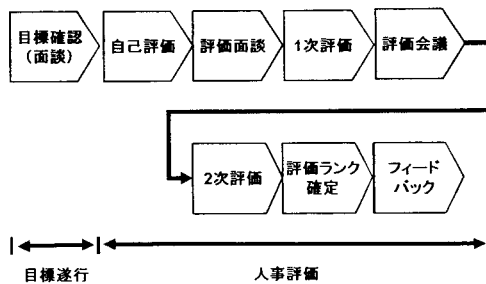 目標確認
(面談)
自己評価
評価面談
1次評価
評価会議
2次評価
評価ランク
確定
フィード
バック
目標遂行
人事評価